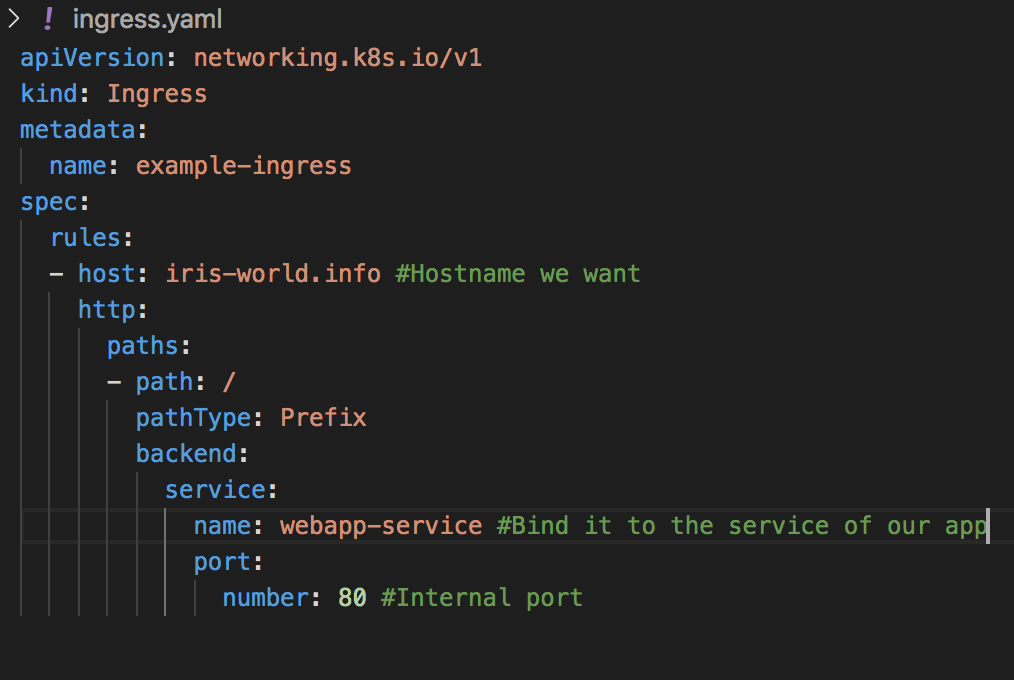 > ! ingress.yaml
apiVersion: networking.k8s.io/v1
kind: Ingress
metadata:
  name: example-ingress
spec:
  rules:
  - host: iris-world.info #Hostname we want
    http:
      paths:
      - path: /
        pathType: Prefix
        backend:
          service:
            name: webapp-service #Bind it to the service of our app
            port:
              number: 80 #Internal port